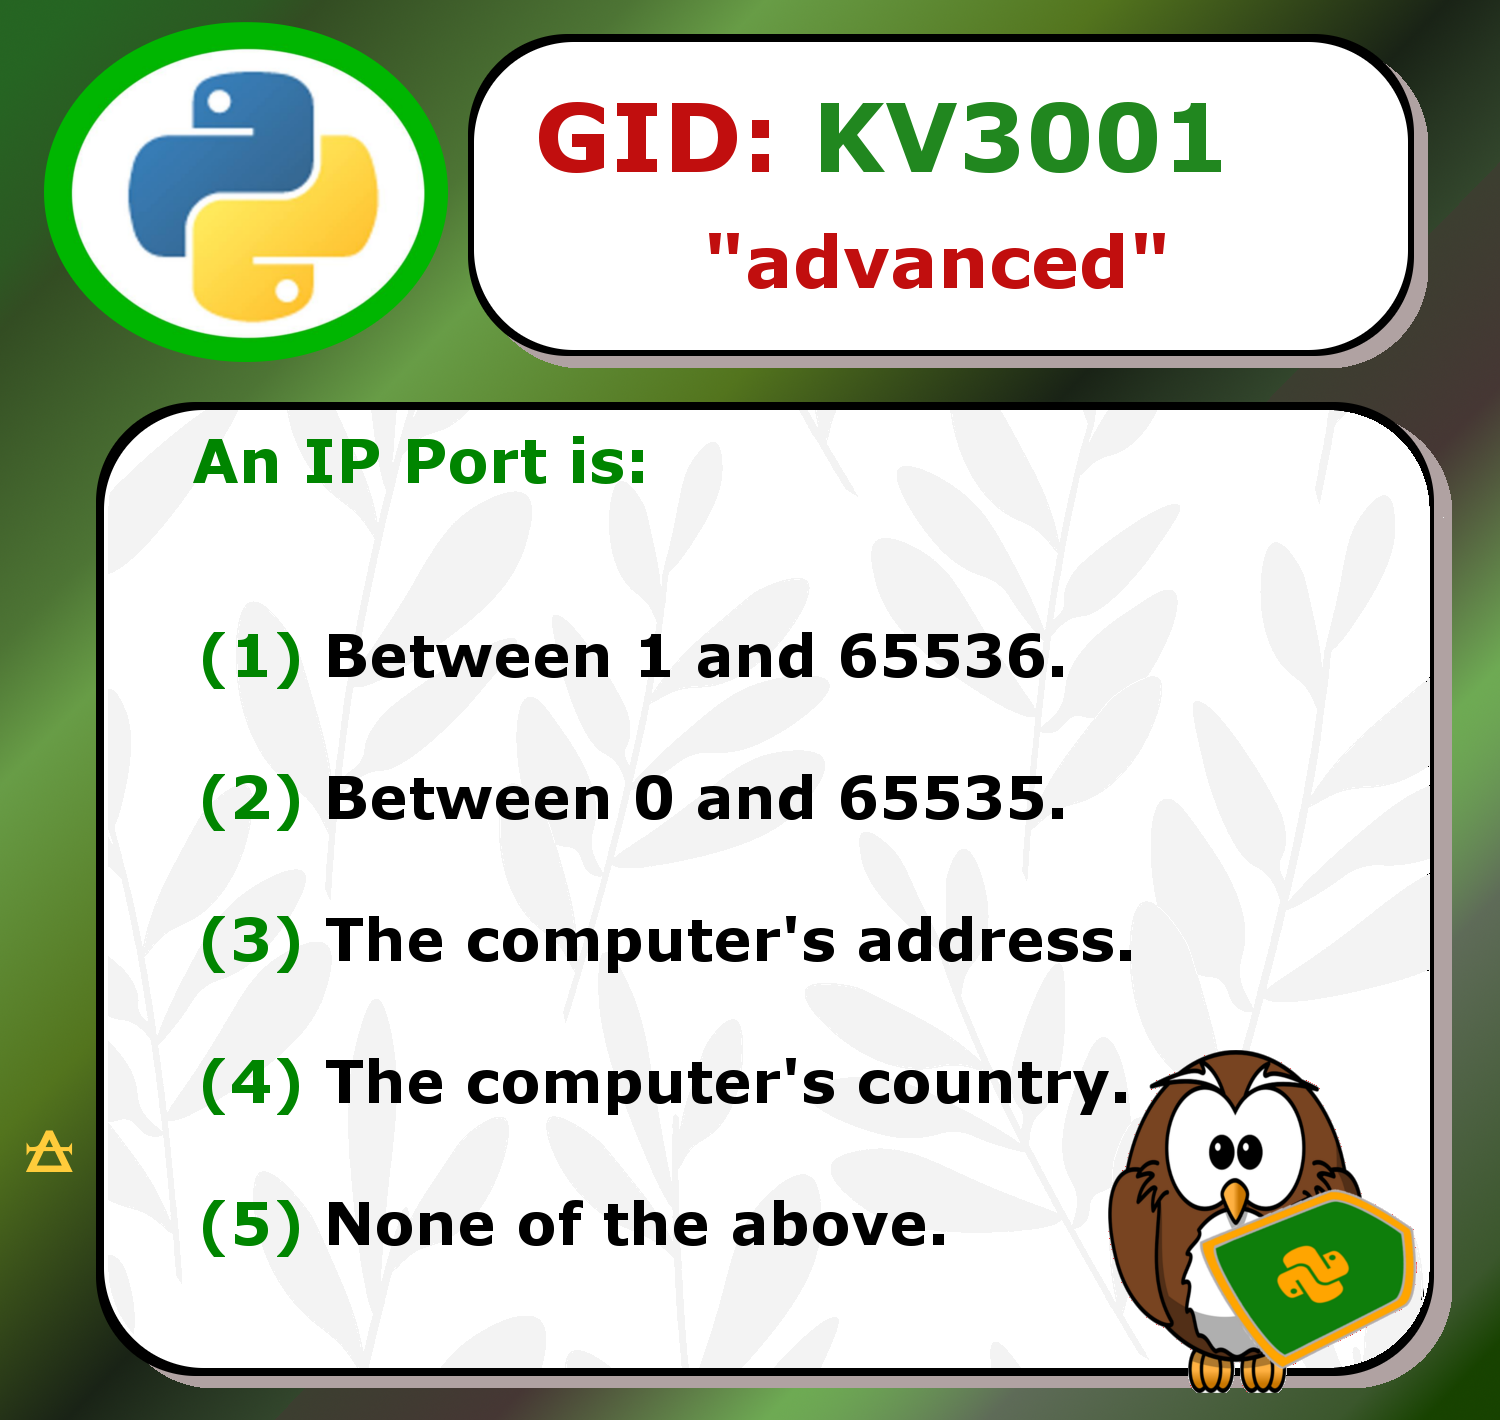 GID: KV3001
"advanced"
An IP Port is:
(1) Between 1 and 65536.
(2) Between 0 and 65535.
(3) The computer's address.
(4) The computer's country.
(5) None of the above.